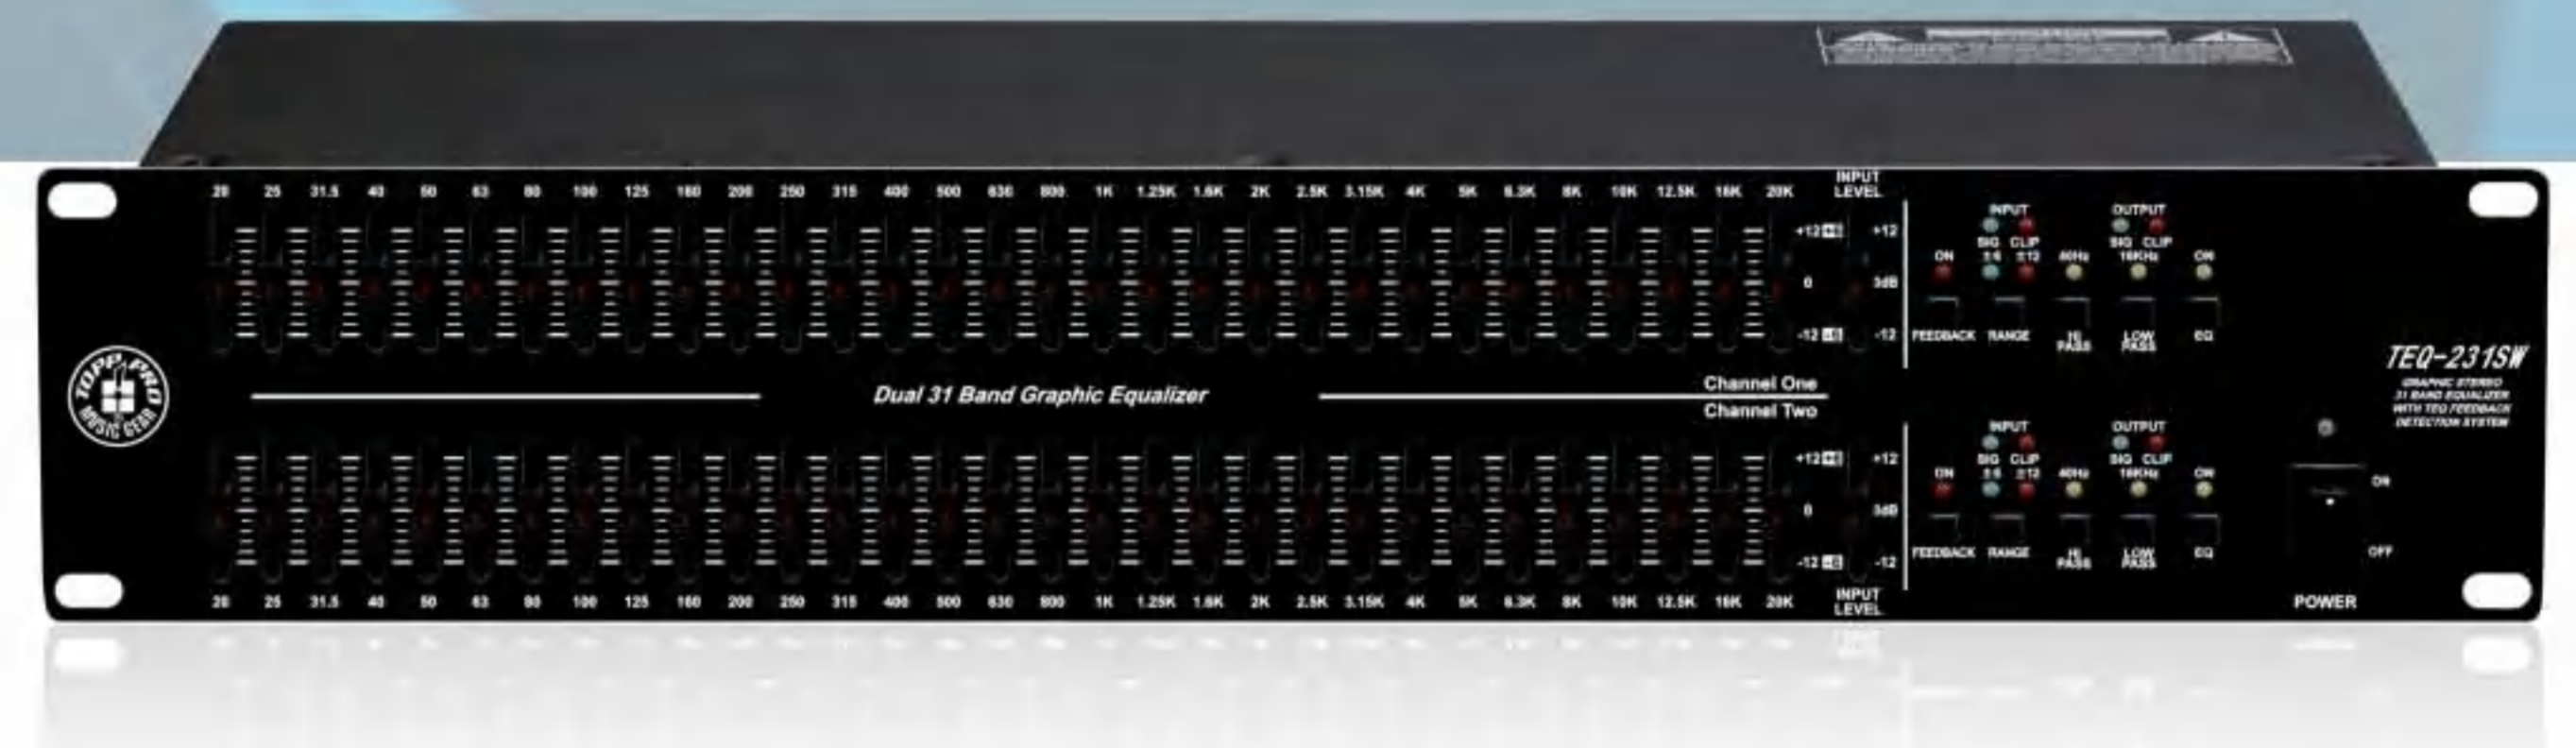 20 25 31.5 40 50 63 80 100 125 160 200 250 315 400 500 630 800 1K 1.25K 1.6K 2K 2.5K 3.15K 4K 5K 6.3K 8K 10K 12.5K 16K 20K INPUT LEVEL
+12 +6 +12
0 3dB
-12 -6 -12
INPUT OUTPUT
SIG CLIP SIG CLIP
ON ±6 ±12 40Hz 16KHz ON
FEEDBACK RANGE HI PASS LOW PASS EQ
TOPP PRO
MUSIC GEAR
Dual 31 Band Graphic Equalizer
Channel One
Channel Two
TEQ-231SW
GRAPHIC STEREO
31 BAND EQUALIZER
WITH TEQ FEEDBACK
DETECTION SYSTEM
+12 +6 +12
0 3dB
-12 -6 -12
INPUT OUTPUT
SIG CLIP SIG CLIP
ON ±6 ±12 40Hz 16KHz ON
FEEDBACK RANGE HI PASS LOW PASS EQ
ON
OFF
POWER
20 25 31.5 40 50 63 80 100 125 160 200 250 315 400 500 630 800 1K 1.25K 1.6K 2K 2.5K 3.15K 4K 5K 6.3K 8K 10K 12.5K 16K 20K INPUT LEVEL